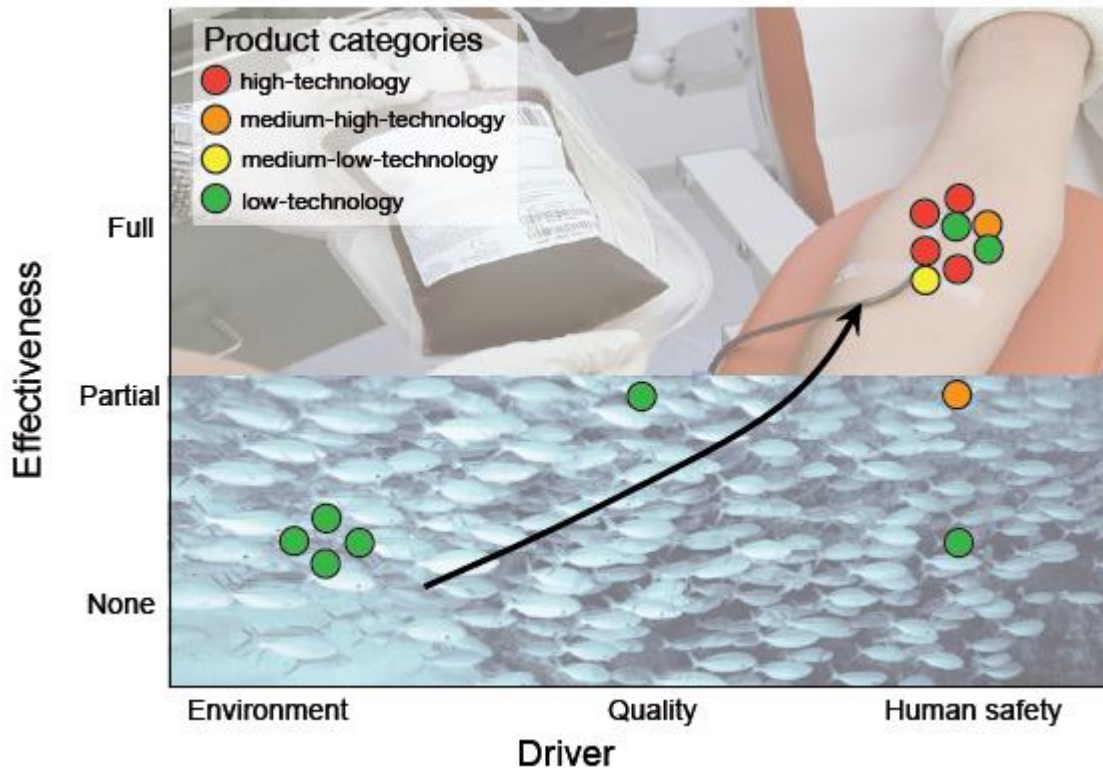 Product categories
high-technology
medium-high-technology
medium-low-technology
low-technology
Full
Partial
None
Effectiveness
Environment
Quality
Human safety
Driver